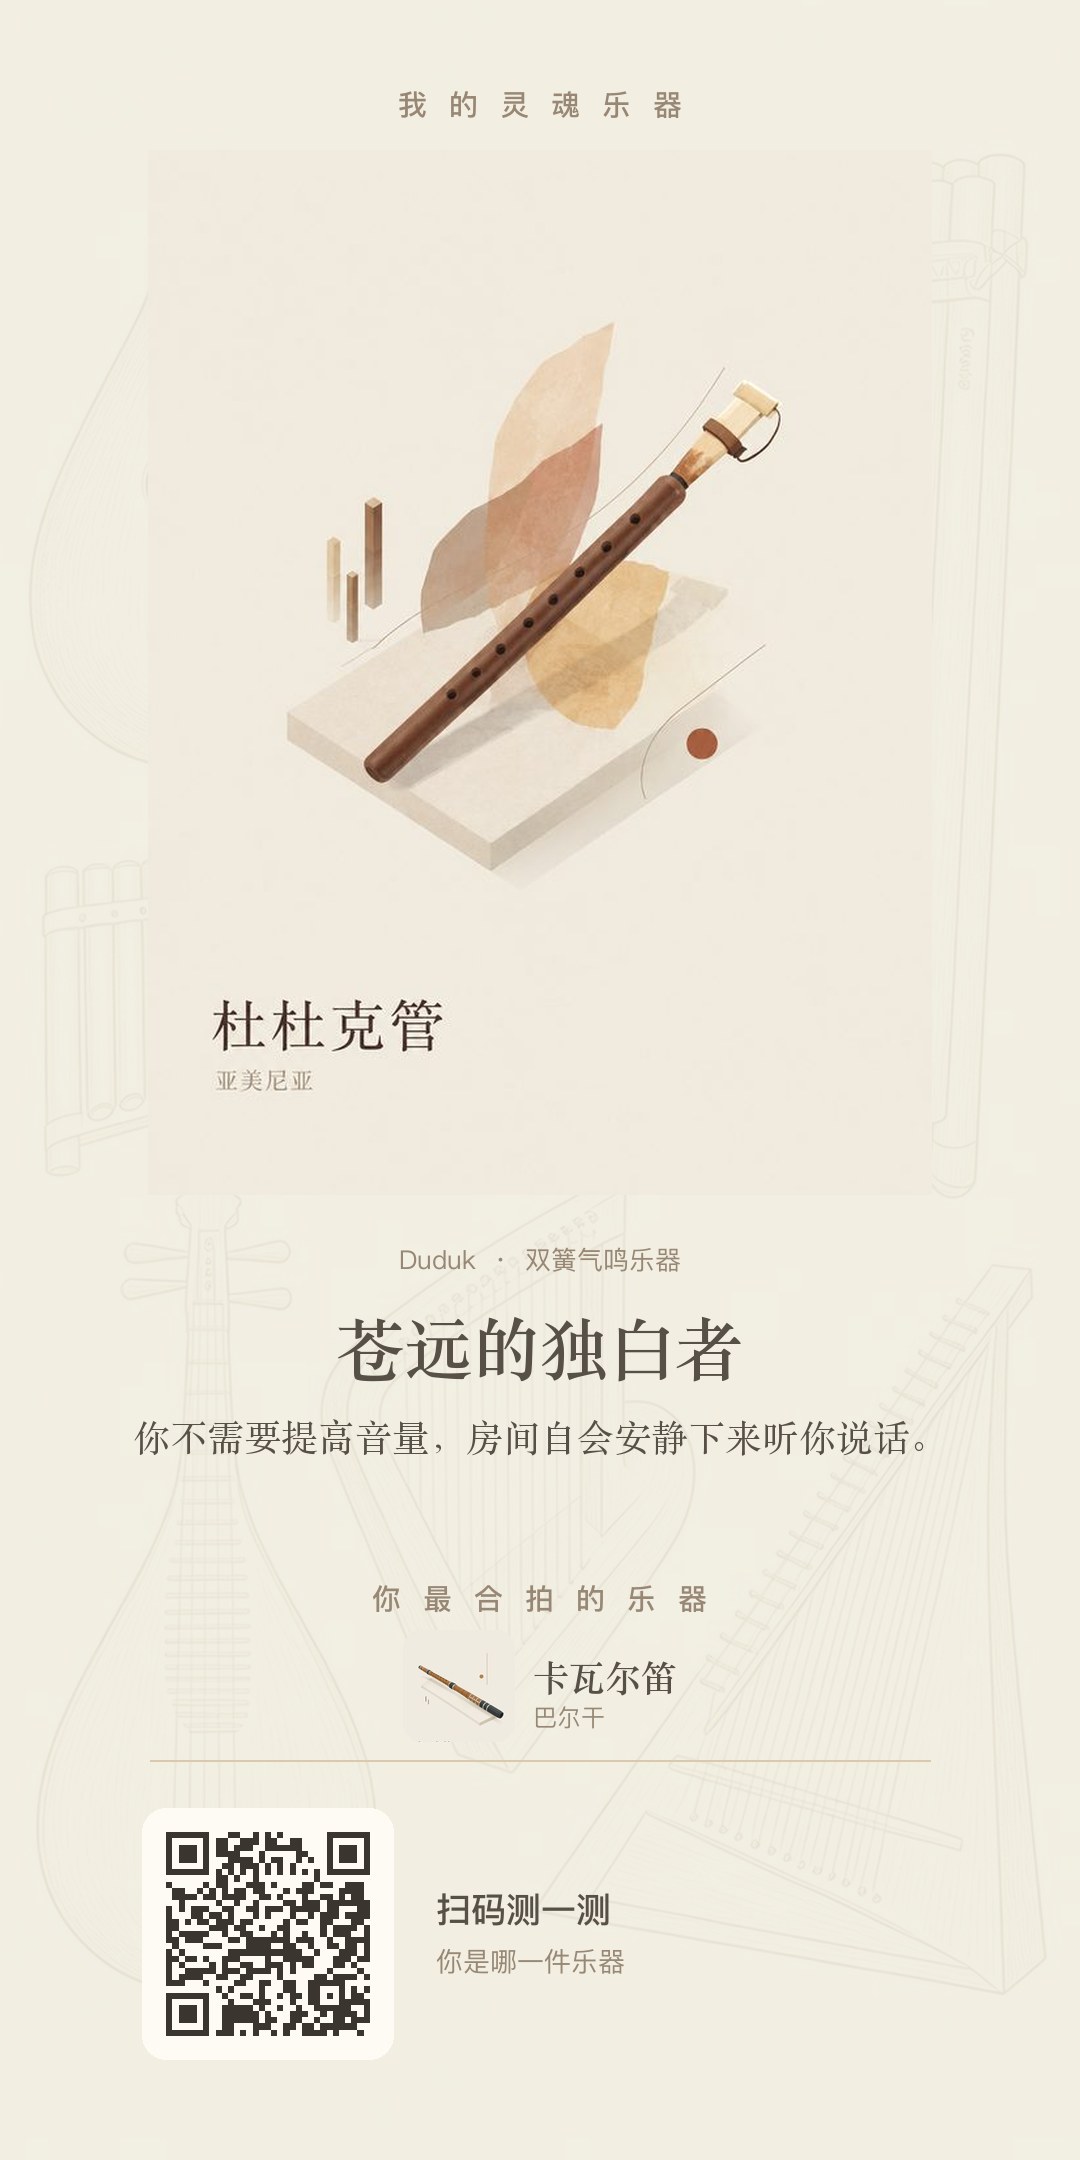 我的灵魂乐器
杜杜克管
亚美尼亚
Duduk · 双簧气鸣乐器
苍远的独白者
你不需要提高音量，房间自会安静下来听你说话。
你最合拍的乐器
卡瓦尔笛
巴尔干
扫码测一测
你是哪一件乐器